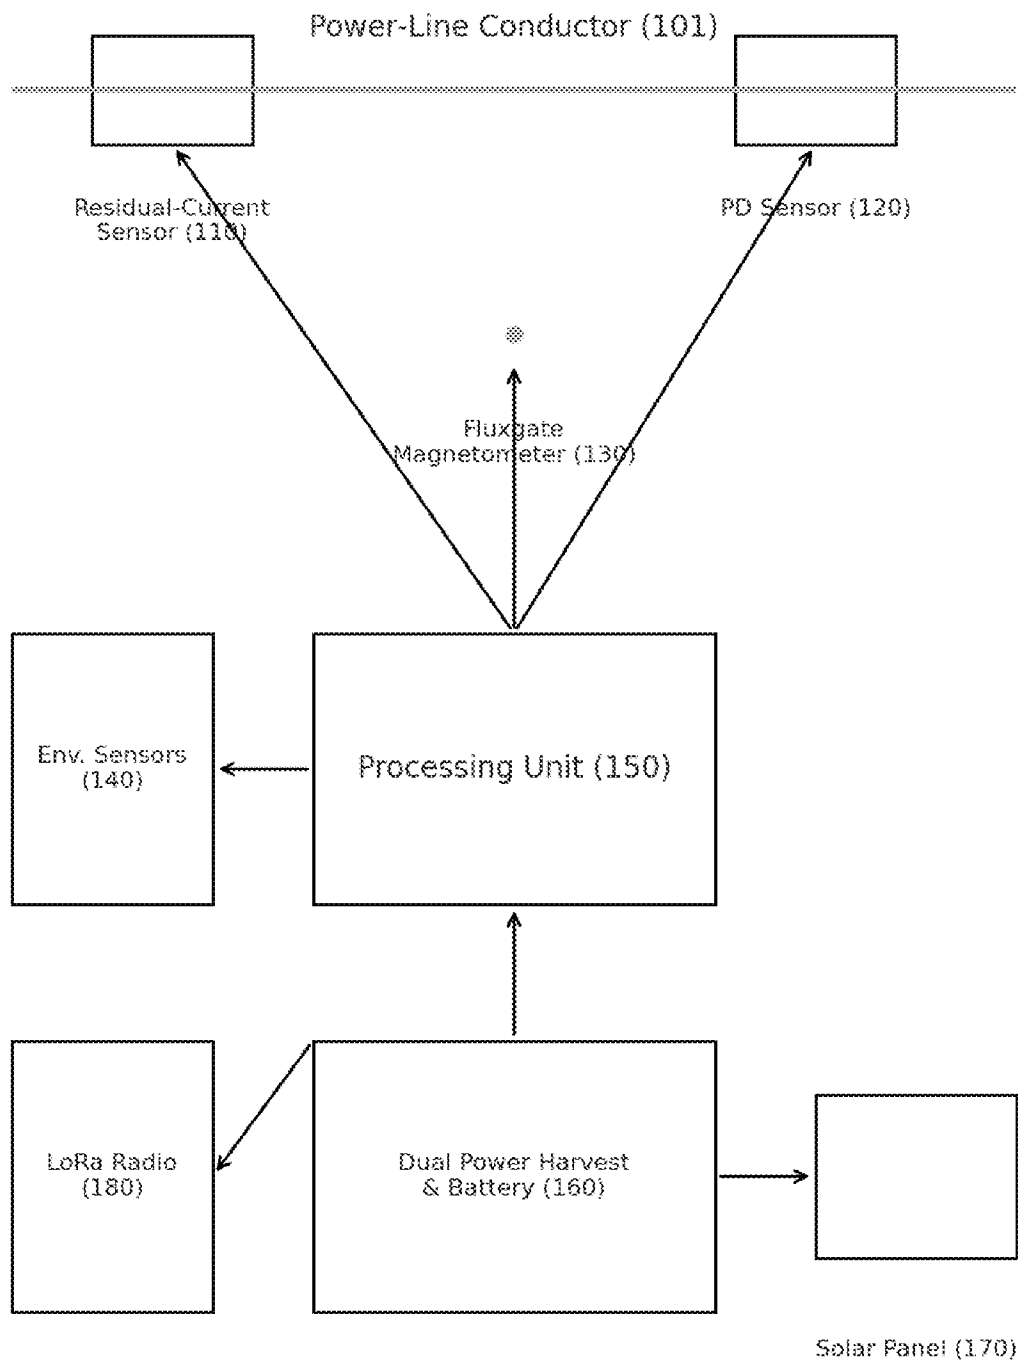 Power-Line Conductor (101)
Residual-Current
Sensor (110)
PD Sensor (120)
Fluxgate
Magnetometer (130)
Env. Sensors
(140)
Processing Unit (150)
LoRa Radio
(180)
Dual Power Harvest
& Battery (160)
Solar Panel (170)